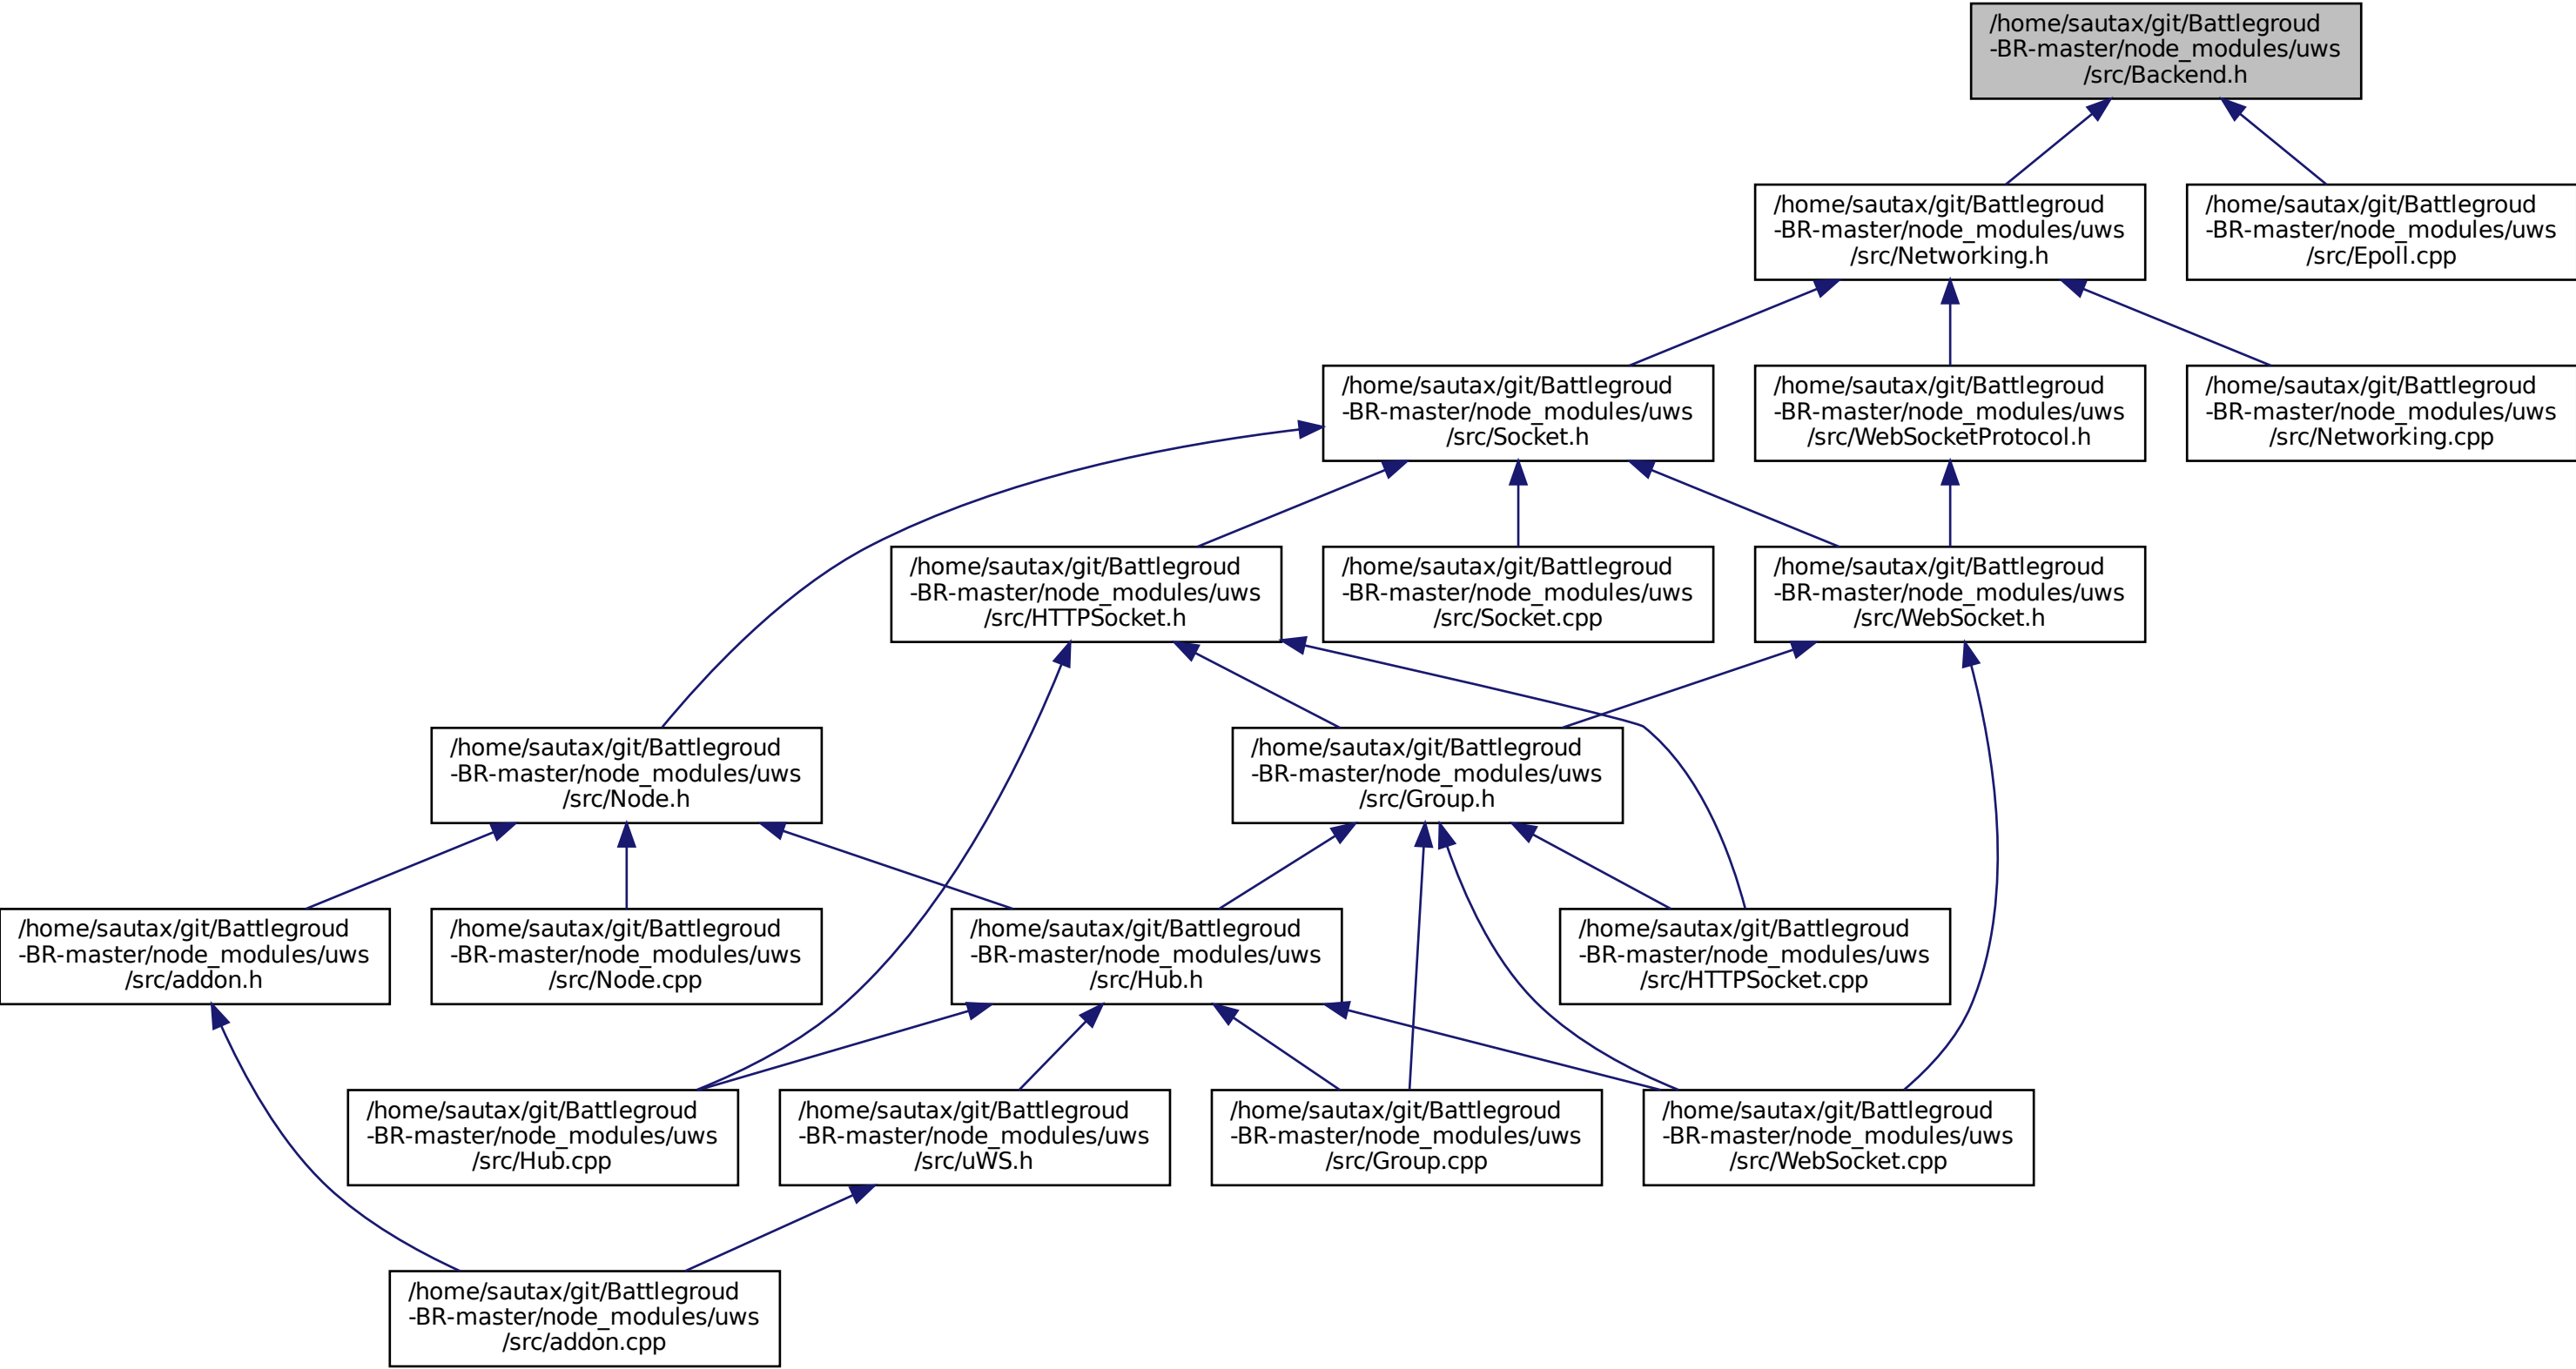 /home/sautax/git/Battlegroud
-BR-master/node_modules/uws
/src/Backend.h
/home/sautax/git/Battlegroud
-BR-master/node_modules/uws
/src/Networking.h
/home/sautax/git/Battlegroud
-BR-master/node_modules/uws
/src/Epoll.cpp
/home/sautax/git/Battlegroud
-BR-master/node_modules/uws
/src/Socket.h
/home/sautax/git/Battlegroud
-BR-master/node_modules/uws
/src/WebSocketProtocol.h
/home/sautax/git/Battlegroud
-BR-master/node_modules/uws
/src/Networking.cpp
/home/sautax/git/Battlegroud
-BR-master/node_modules/uws
/src/HTTPSocket.h
/home/sautax/git/Battlegroud
-BR-master/node_modules/uws
/src/Socket.cpp
/home/sautax/git/Battlegroud
-BR-master/node_modules/uws
/src/WebSocket.h
/home/sautax/git/Battlegroud
-BR-master/node_modules/uws
/src/Node.h
/home/sautax/git/Battlegroud
-BR-master/node_modules/uws
/src/Group.h
/home/sautax/git/Battlegroud
-BR-master/node_modules/uws
/src/addon.h
/home/sautax/git/Battlegroud
-BR-master/node_modules/uws
/src/Node.cpp
/home/sautax/git/Battlegroud
-BR-master/node_modules/uws
/src/Hub.h
/home/sautax/git/Battlegroud
-BR-master/node_modules/uws
/src/HTTPSocket.cpp
/home/sautax/git/Battlegroud
-BR-master/node_modules/uws
/src/Hub.cpp
/home/sautax/git/Battlegroud
-BR-master/node_modules/uws
/src/uWS.h
/home/sautax/git/Battlegroud
-BR-master/node_modules/uws
/src/Group.cpp
/home/sautax/git/Battlegroud
-BR-master/node_modules/uws
/src/WebSocket.cpp
/home/sautax/git/Battlegroud
-BR-master/node_modules/uws
/src/addon.cpp